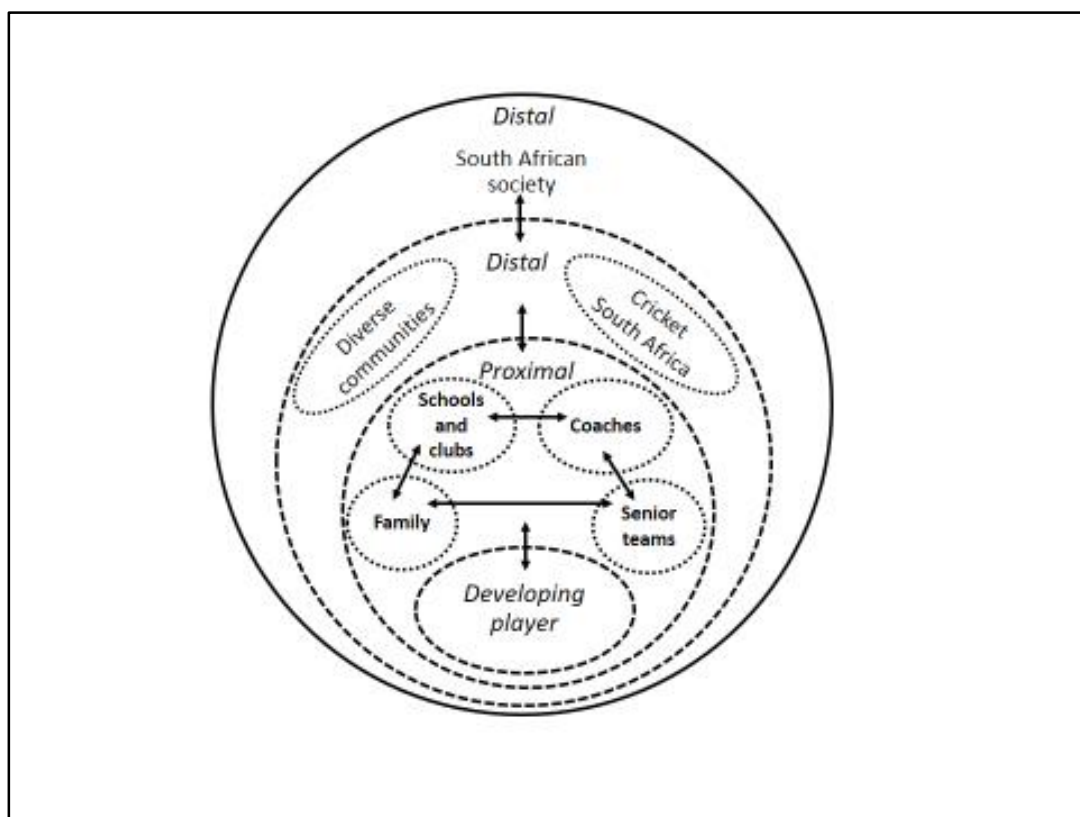 Distal
South African
society
Distal
Diverse
communities
Cricket
South Africa
Proximal
Schools
and
clubs
Coaches
Family
Senior
teams
Developing
player